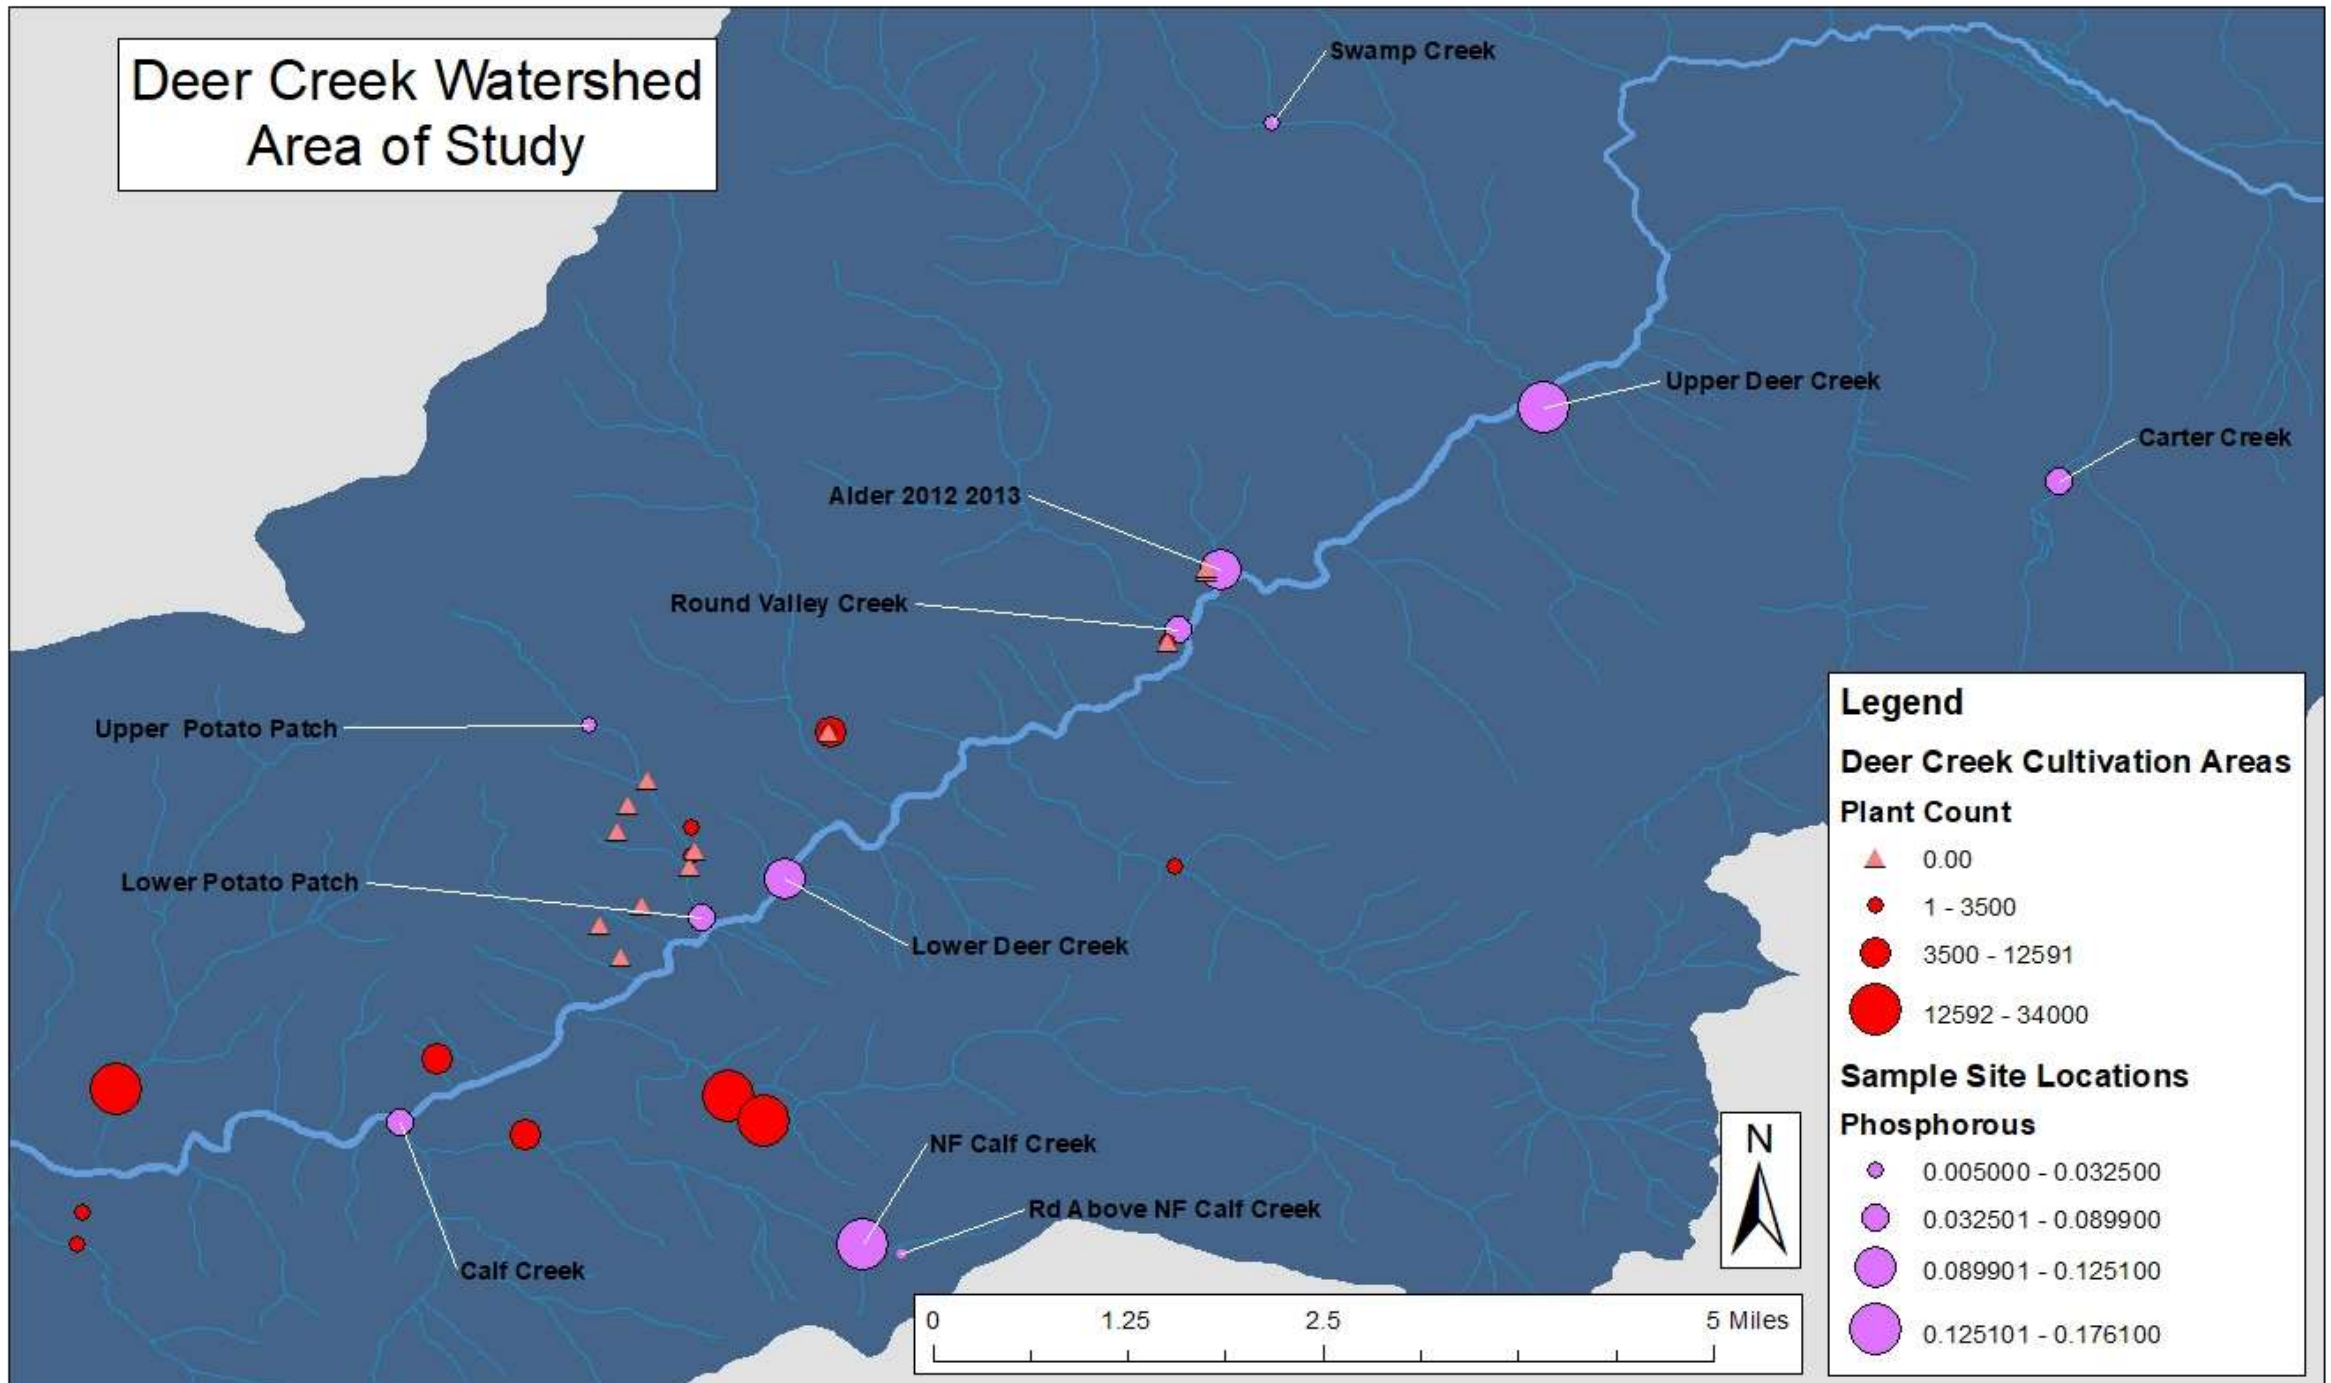 Deer Creek Watershed
Area of Study
Swamp Creek
Upper Deer Creek
Carter Creek
Alder 2012 2013
Round Valley Creek
Upper Potato Patch
Lower Potato Patch
Lower Deer Creek
NF Calf Creek
Rd Above NF Calf Creek
Calf Creek
Legend
Deer Creek Cultivation Areas
Plant Count
0.00
1 - 3500
3500 - 12591
12592 - 34000
Sample Site Locations
Phosphorous
0.005000 - 0.032500
0.032501 - 0.089900
0.089901 - 0.125100
0.125101 - 0.176100
N
0 1.25 2.5 5 Miles